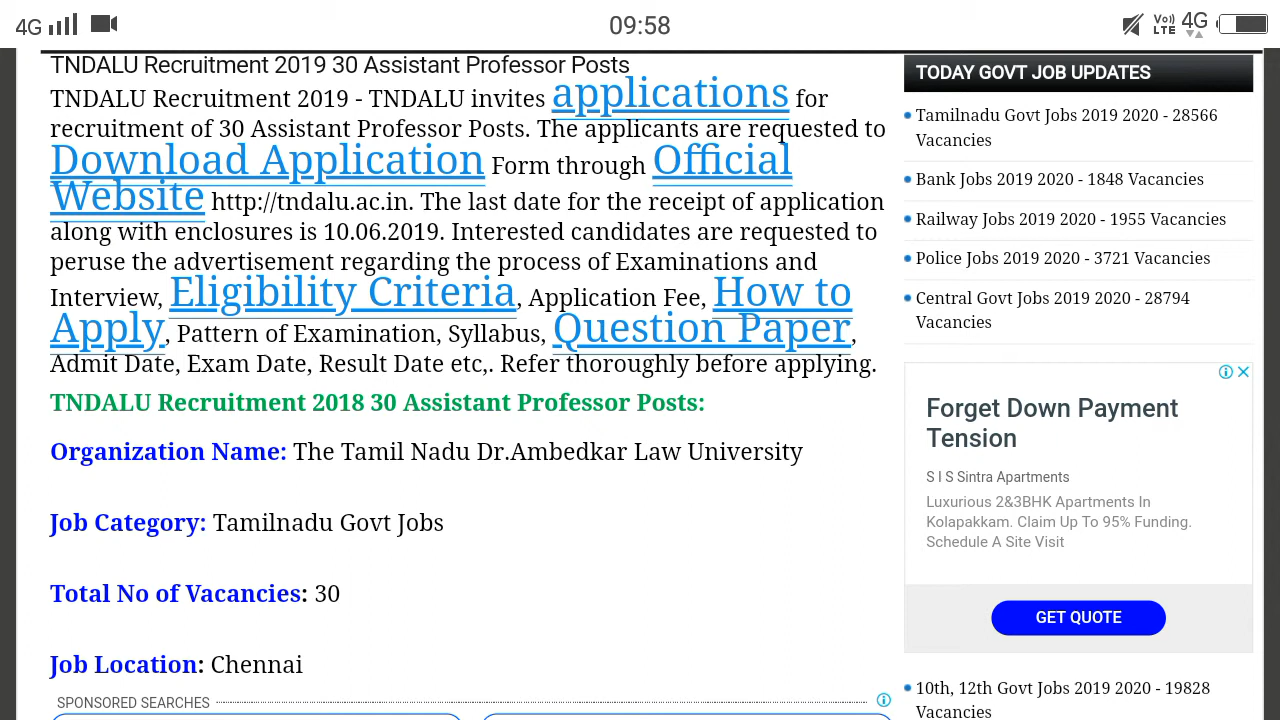 4G 09:58 Vo)) LTE 4G
TNDALU Recruitment 2019 30 Assistant Professor Posts
TNDALU Recruitment 2019 - TNDALU invites applications for
recruitment of 30 Assistant Professor Posts. The applicants are requested to
Download Application Form through Official
Website http://tndalu.ac.in. The last date for the receipt of application
along with enclosures is 10.06.2019. Interested candidates are requested to
peruse the advertisement regarding the process of Examinations and
Interview, Eligibility Criteria, Application Fee, How to
Apply, Pattern of Examination, Syllabus, Question Paper,
Admit Date, Exam Date, Result Date etc,. Refer thoroughly before applying.
TNDALU Recruitment 2018 30 Assistant Professor Posts:
Organization Name: The Tamil Nadu Dr.Ambedkar Law University
Job Category: Tamilnadu Govt Jobs
Total No of Vacancies: 30
Job Location: Chennai
SPONSORED SEARCHES
TODAY GOVT JOB UPDATES
Tamilnadu Govt Jobs 2019 2020 - 28566
Vacancies
Bank Jobs 2019 2020 - 1848 Vacancies
Railway Jobs 2019 2020 - 1955 Vacancies
Police Jobs 2019 2020 - 3721 Vacancies
Central Govt Jobs 2019 2020 - 28794
Vacancies
Forget Down Payment
Tension
S I S Sintra Apartments
Luxurious 2&3BHK Apartments In
Kolapakkam. Claim Up To 95% Funding.
Schedule A Site Visit
GET QUOTE
10th, 12th Govt Jobs 2019 2020 - 19828
Vacancies